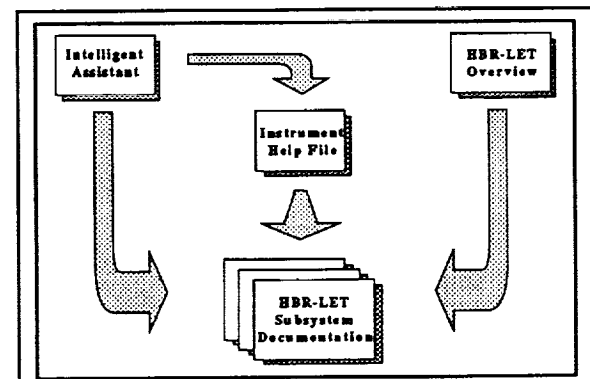 Intelligent
Assistant
HBR-LET
Overview
Instrument
Help File
HBR-LET
Subsystem
Documentation